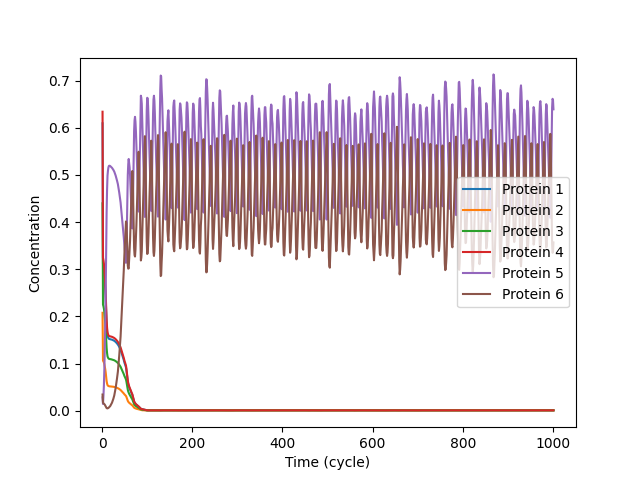 0.7
0.6
0.5
0.4
0.3
0.2
0.1
0.0
Concentration
Protein 1
Protein 2
Protein 3
Protein 4
Protein 5
Protein 6
0 200 400 600 800 1000
Time (cycle)